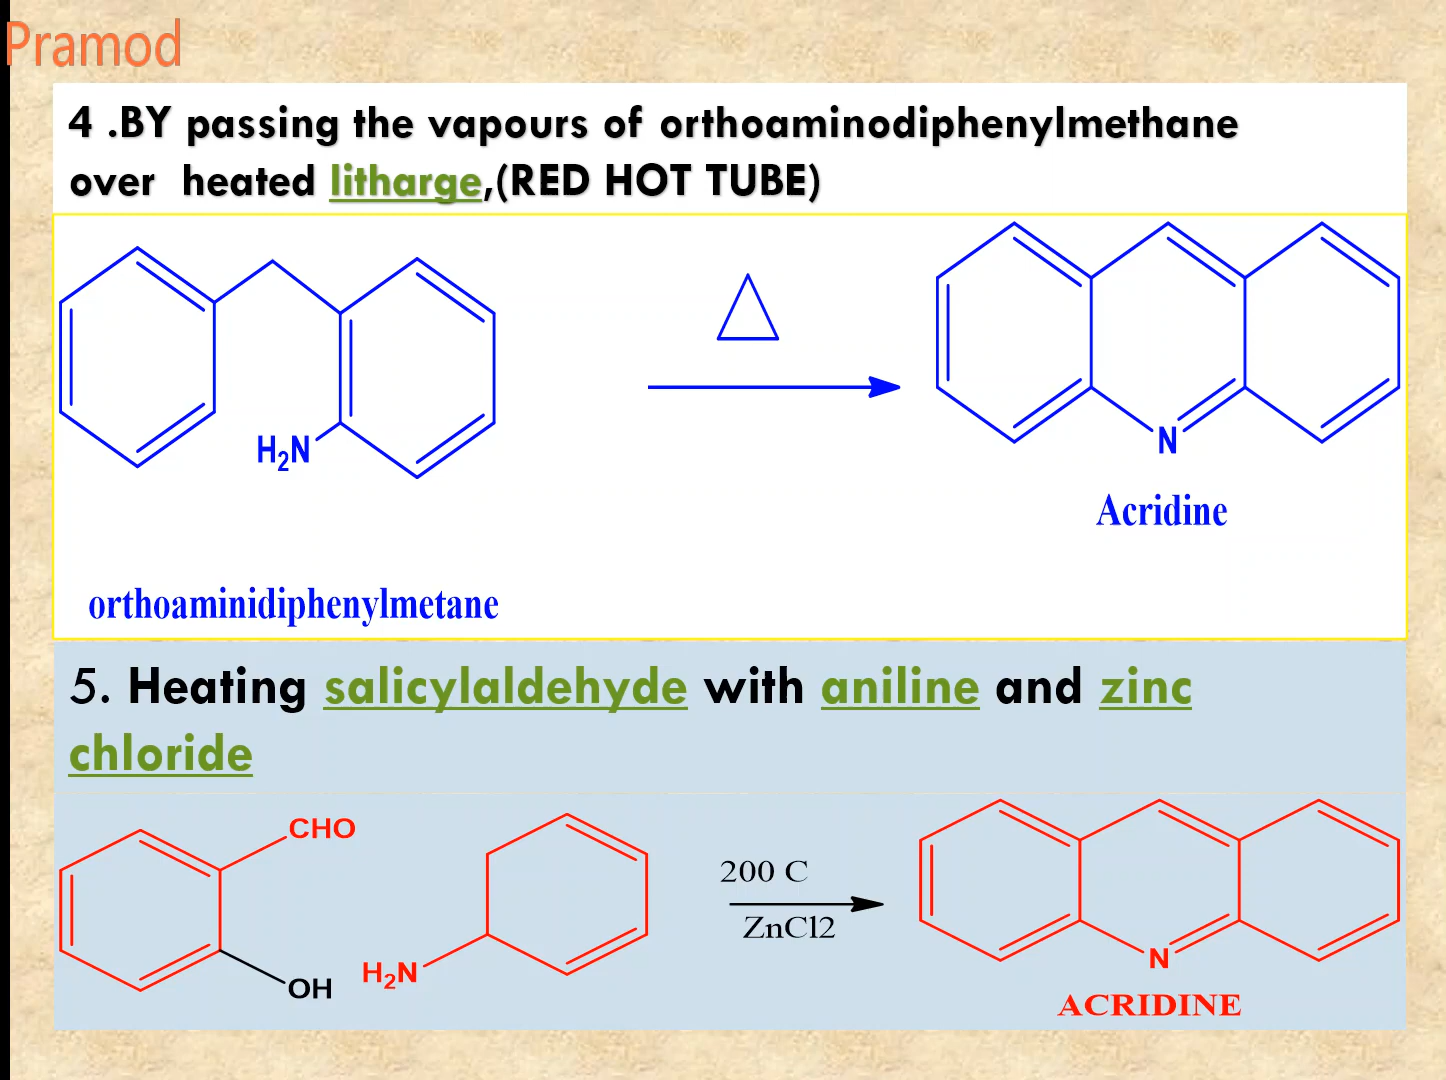 Pramod
4 .BY passing the vapours of orthoaminodiphenylmethane
over heated litharge,(RED HOT TUBE)
H2N
N
Acridine
orthoaminidiphenylmetane
5. Heating salicylaldehyde with aniline and zinc
chloride
CHO
OH
H2N
200 C
ZnCl2
N
ACRIDINE